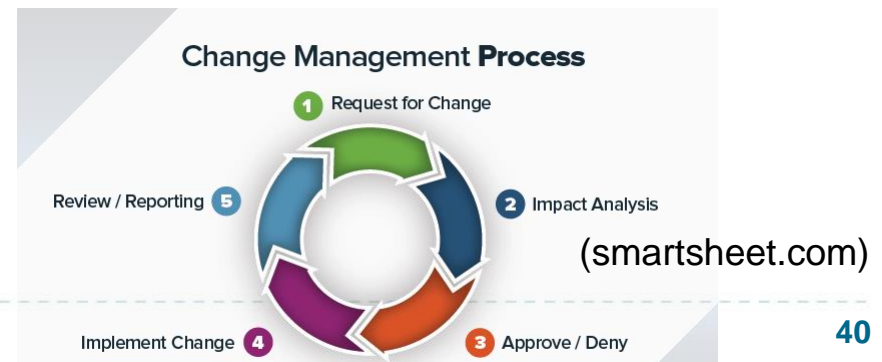 Change Management Process
1 Request for Change
2 Impact Analysis
(smartsheet.com)
3 Approve / Deny
Implement Change 4
Review / Reporting 5
40